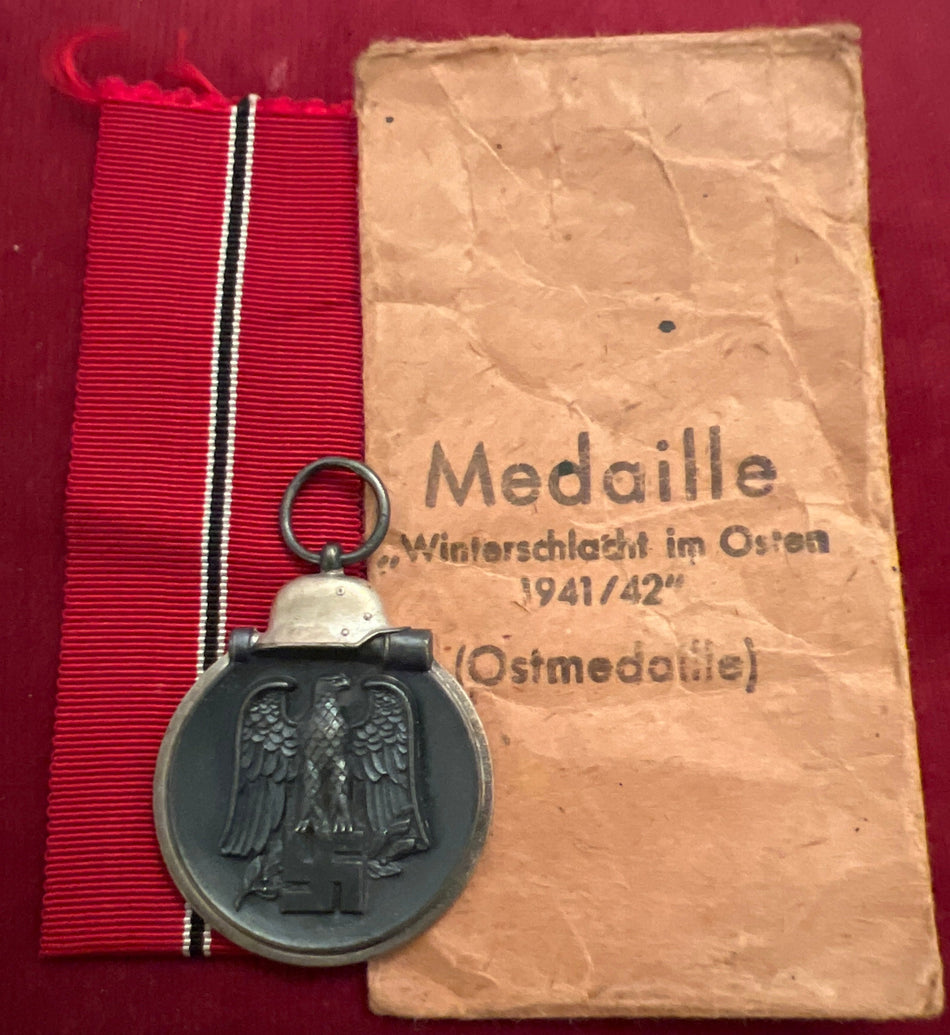 Medaille
„Winterschlacht im Osten
1941/42“
(Ostmedaille)